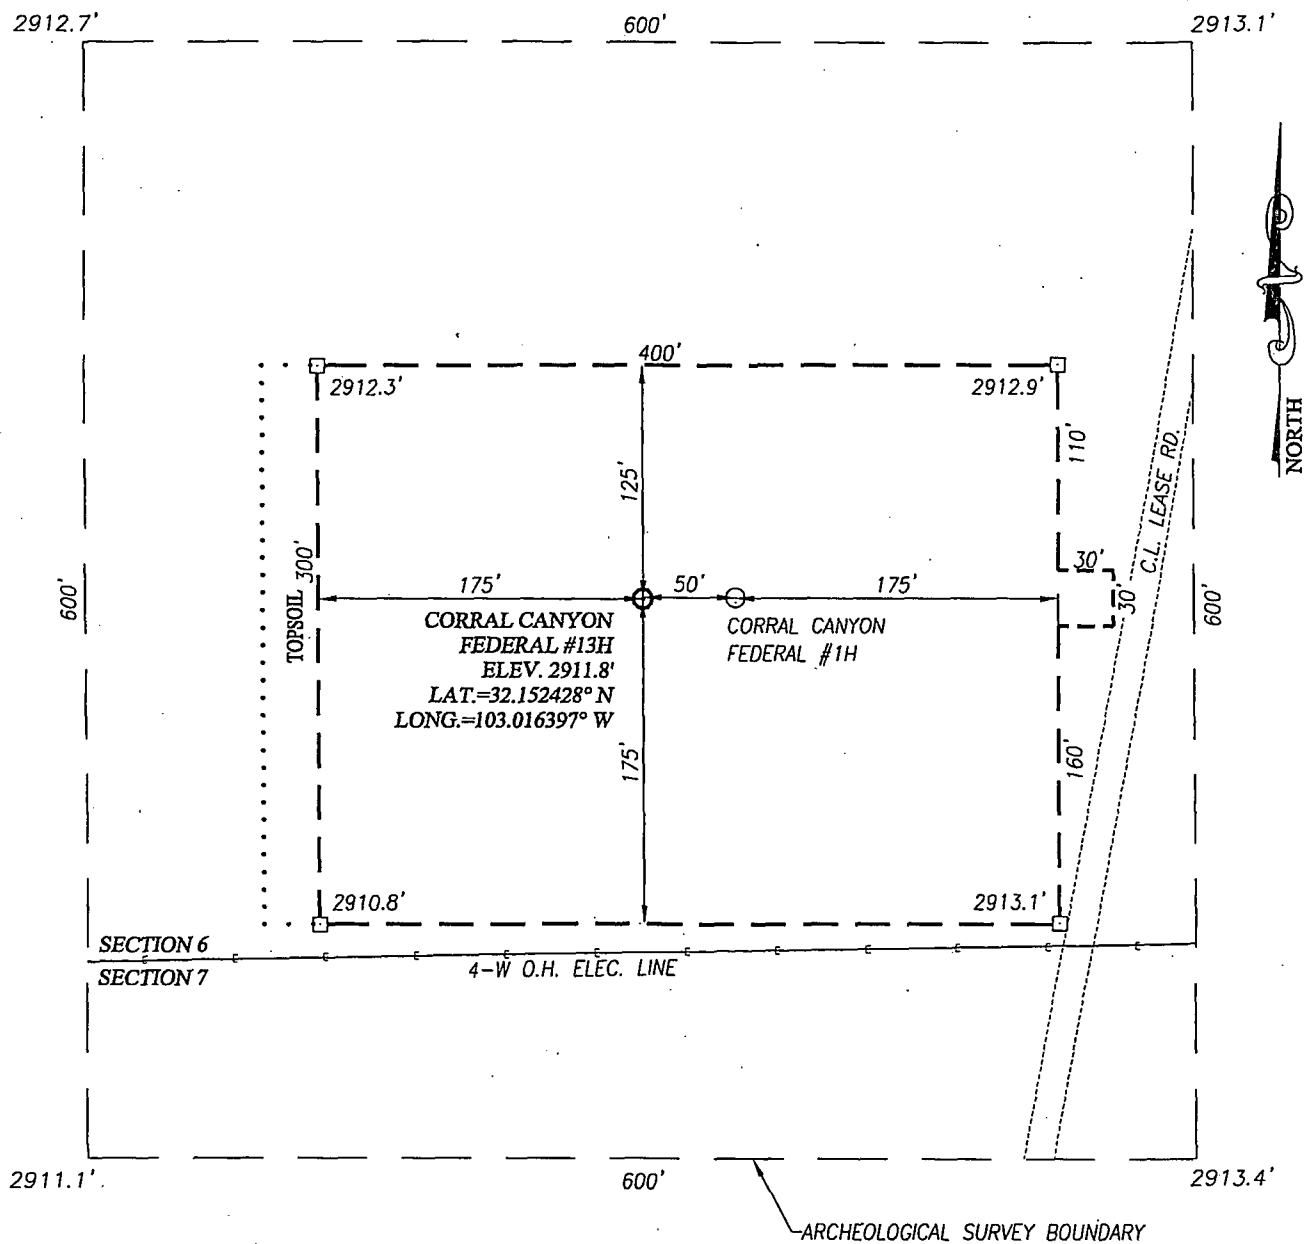 2912.7'
600'
2913.1'
NORTH
400'
2912.3'
2912.9'
110'
125'
C.L. LEASE RD.
600'
TOPSOIL
300'
175'
50'
175'
30'
30'
600'
CORRAL CANYON
FEDERAL #13H
ELEV. 2911.8'
LAT.=32.152428° N
LONG.=103.016397° W
CORRAL CANYON
FEDERAL #1H
175'
160'
2910.8'
2913.1'
SECTION 6
SECTION 7
4-W O.H. ELEC. LINE
2911.1'
600'
2913.4'
ARCHEOLOGICAL SURVEY BOUNDARY